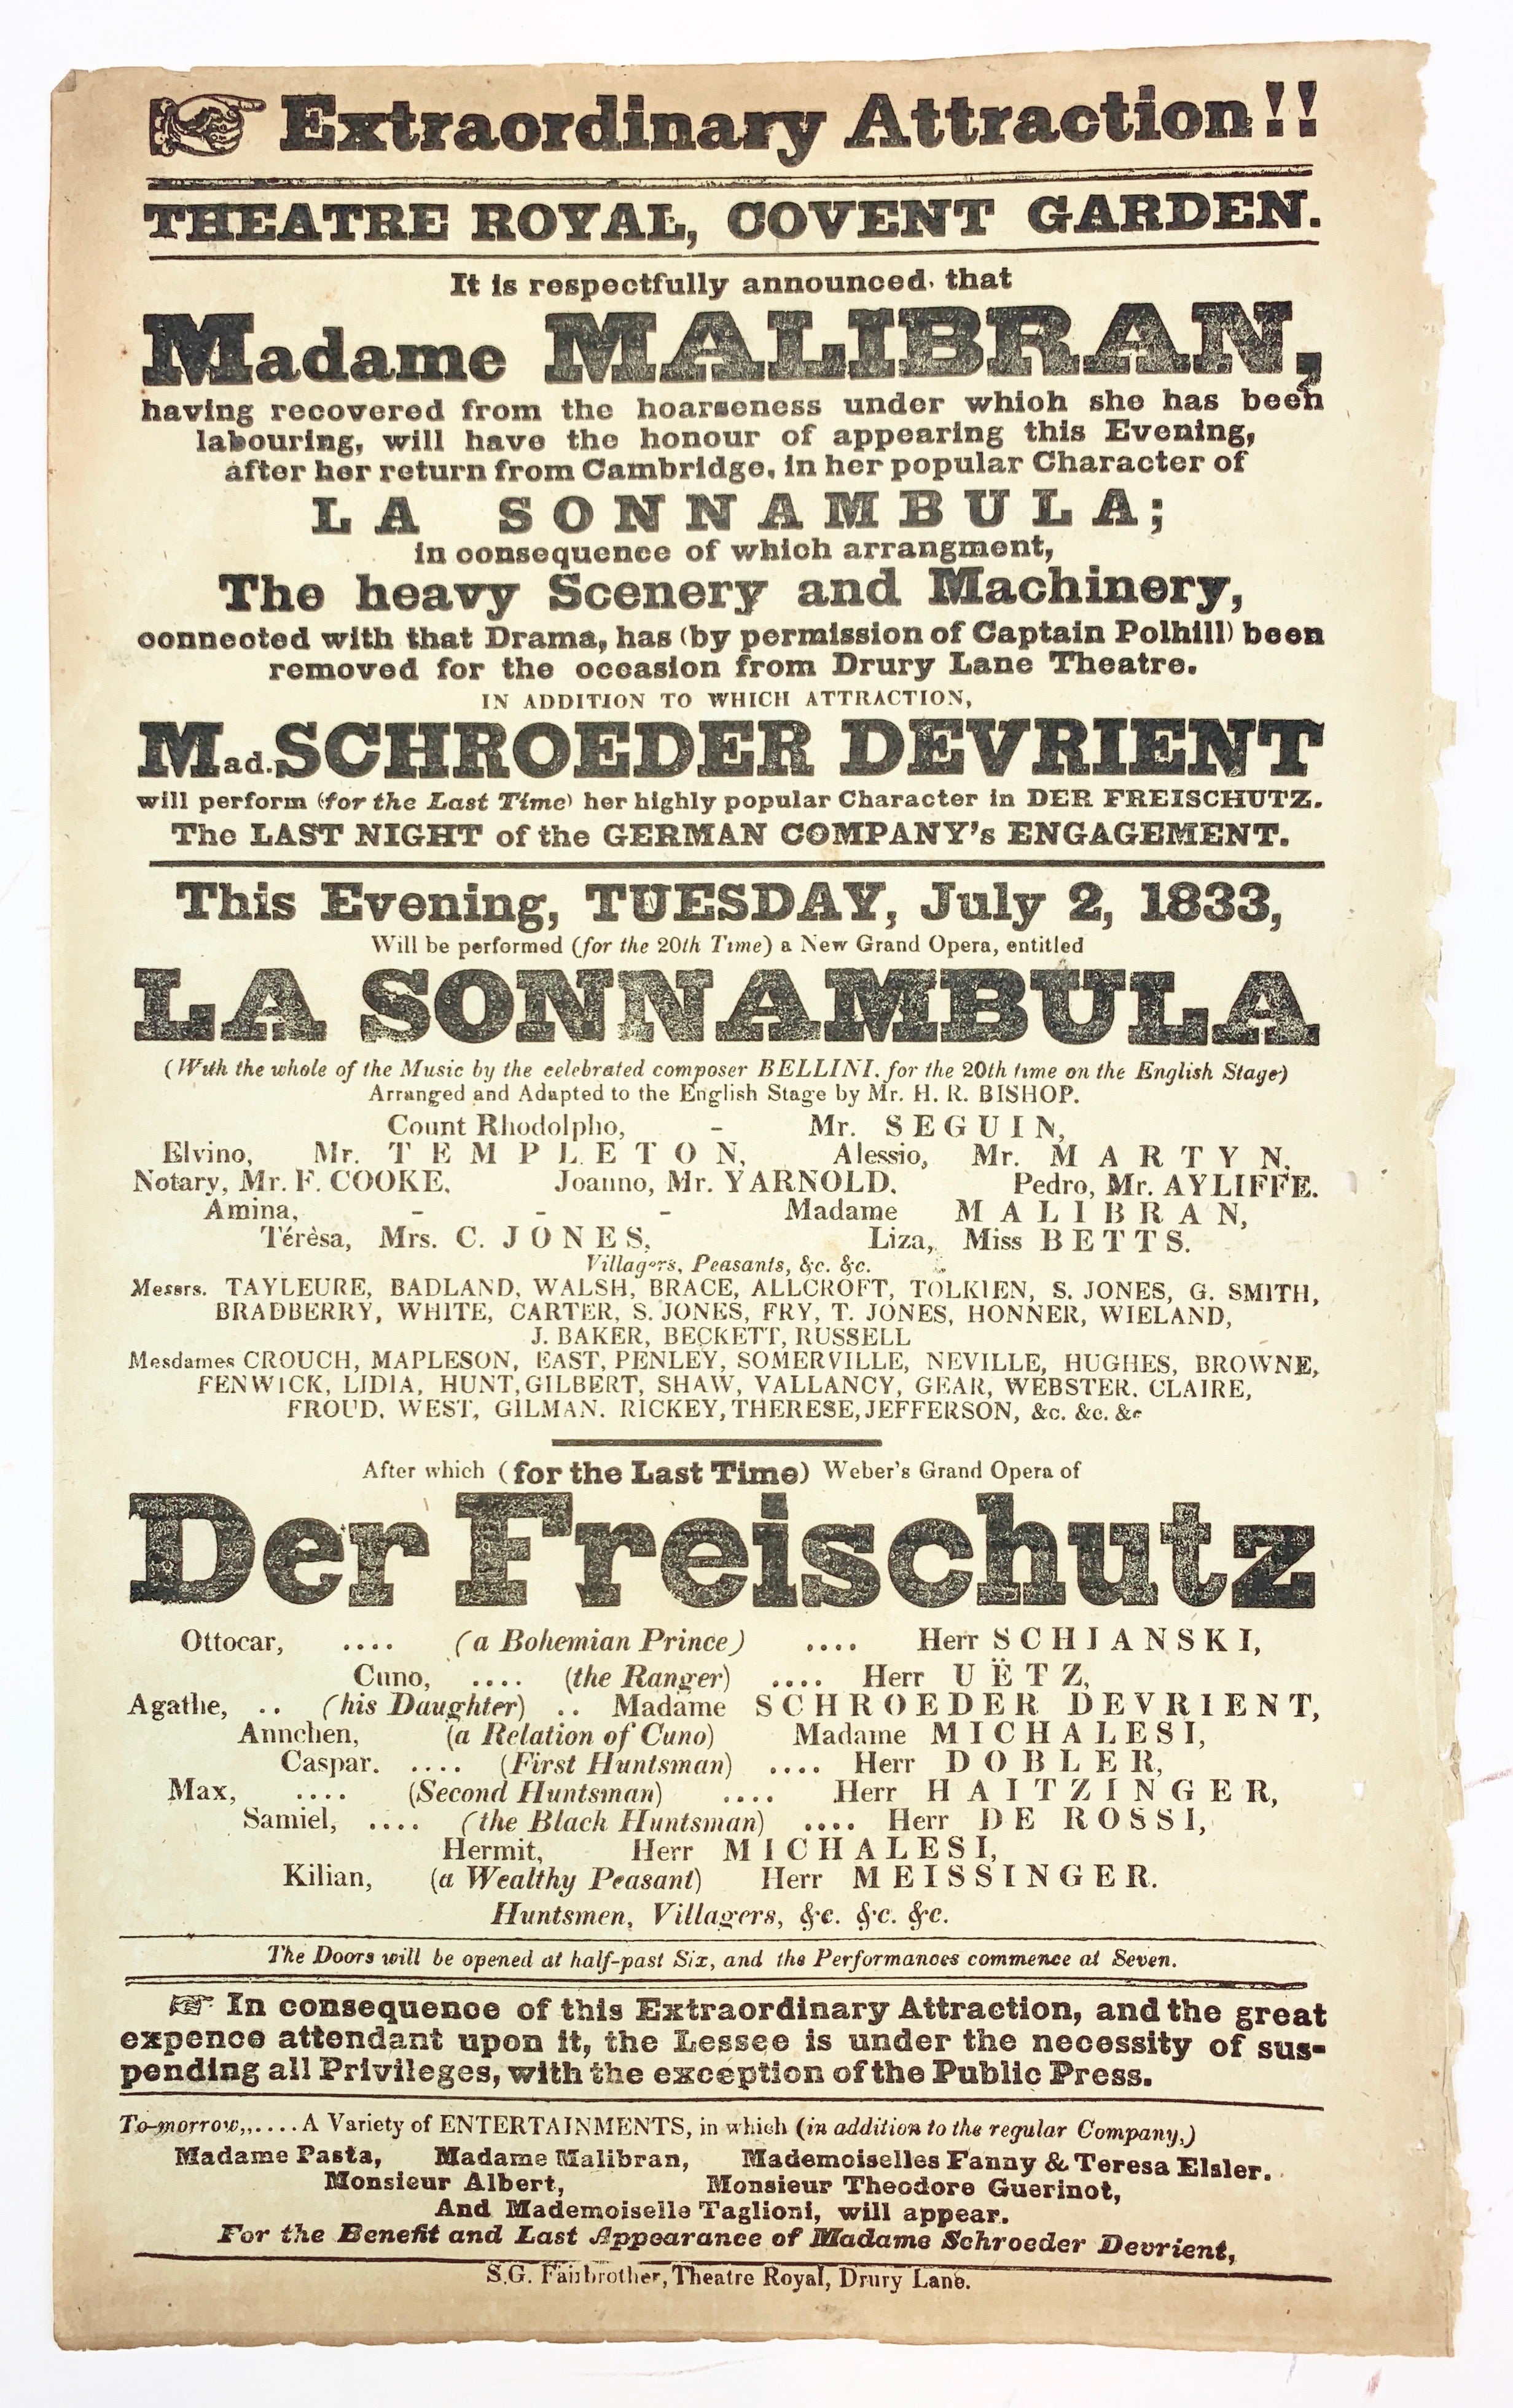 Extraordinary Attraction!!
THEATRE ROYAL, COVENT GARDEN.
It is respectfully announced, that
Madame MALIBRAN,
having recovered from the hoarseness under which she has been
labouring, will have the honour of appearing this Evening,
after her return from Cambridge, in her popular Character of
LA SONNAMBULA;
in consequence of which arrangment,
The heavy Scenery and Machinery,
connected with that Drama, has (by permission of Captain Polhill) been
removed for the occasion from Drury Lane Theatre.
IN ADDITION TO WHICH ATTRACTION,
Mad. SCHROEDER DEVRIENT
will perform (for the Last Time) her highly popular Character in DER FREISCHUTZ.
The LAST NIGHT of the GERMAN COMPANY's ENGAGEMENT.
This Evening, TUESDAY, July 2, 1833,
Will be performed (for the 20th Time) a New Grand Opera, entitled
LA SONNAMBULA
(With the whole of the Music by the celebrated composer BELLINI. for the 20th time on the English Stage)
Arranged and Adapted to the English Stage by Mr. H. R. BISHOP.
Count Rhodolpho, - Mr. SEGUIN,
Elvino, Mr. TEMPLETON, Alessio, Mr. MARTYN,
Notary, Mr. F. COOKE, Joanno, Mr. YARNOLD, Pedro, Mr. AYLIFFE.
Amina, - - - Madame MALIBRAN,
Térèsa, Mrs. C. JONES, Liza, Miss BETTS.
Villagers, Peasants, &c. &c.
Messrs. TAYLEURE, BADLAND, WALSH, BRACE, ALLCROFT, TOLKIEN, S. JONES, G. SMITH,
BRADBERRY, WHITE, CARTER, S. JONES, FRY, T. JONES, HONNER, WIELAND,
J. BAKER, BECKETT, RUSSELL
Mesdames CROUCH, MAPLESON, EAST, PENLEY, SOMERVILLE, NEVILLE, HUGHES, BROWNE,
FENWICK, LIDIA, HUNT, GILBERT, SHAW, VALLANCY, GEAR, WEBSTER. CLAIRE,
FROUD, WEST, GILMAN. RICKEY, THERESE, JEFFERSON, &c. &c. &c
After which (for the Last Time) Weber's Grand Opera of
Der Freischutz
Ottocar, .... (a Bohemian Prince) .... Herr SCHIANSKI,
Cuno, .... (the Ranger) .... Herr UËTZ,
Agathe, .. (his Daughter) .. Madame SCHROEDER DEVRIENT,
Annchen, (a Relation of Cuno) Madame MICHALESI,
Caspar. .... (First Huntsman) .... Herr DOBLER,
Max, .... (Second Huntsman) .... Herr HAITZINGER,
Samiel, .... (the Black Huntsman) .... Herr DE ROSSI,
Hermit, Herr MICHALESI,
Kilian, (a Wealthy Peasant) Herr MEISSINGER.
Huntsmen, Villagers, &c. &c. &c.
The Doors will be opened at half-past Six, and the Performances commence at Seven.
In consequence of this Extraordinary Attraction, and the great
expence attendant upon it, the Lessee is under the necessity of sus-
pending all Privileges, with the exception of the Public Press.
To-morrow,,.... A Variety of ENTERTAINMENTS, in which (in addition to the regular Company,)
Madame Pasta, Madame Malibran, Mademoiselles Fanny & Teresa Elsler.
Monsieur Albert, Monsieur Theodore Guerinot,
And Mademoiselle Taglioni, will appear.
For the Benefit and Last Appearance of Madame Schroeder Devrient,
S.G. Fairbrother, Theatre Royal, Drury Lane.